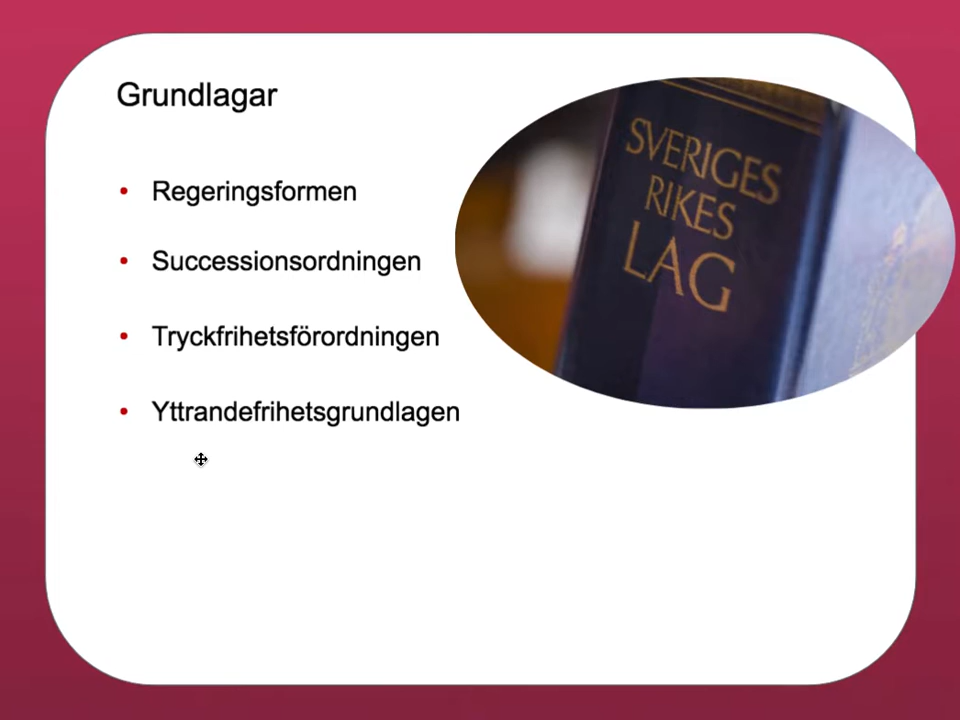 Grundlagar
• Regeringsformen
• Successionsordningen
• Tryckfrihetsförordningen
• Yttrandefrihetsgrundlagen
SVERIGES
RIKES
LAG